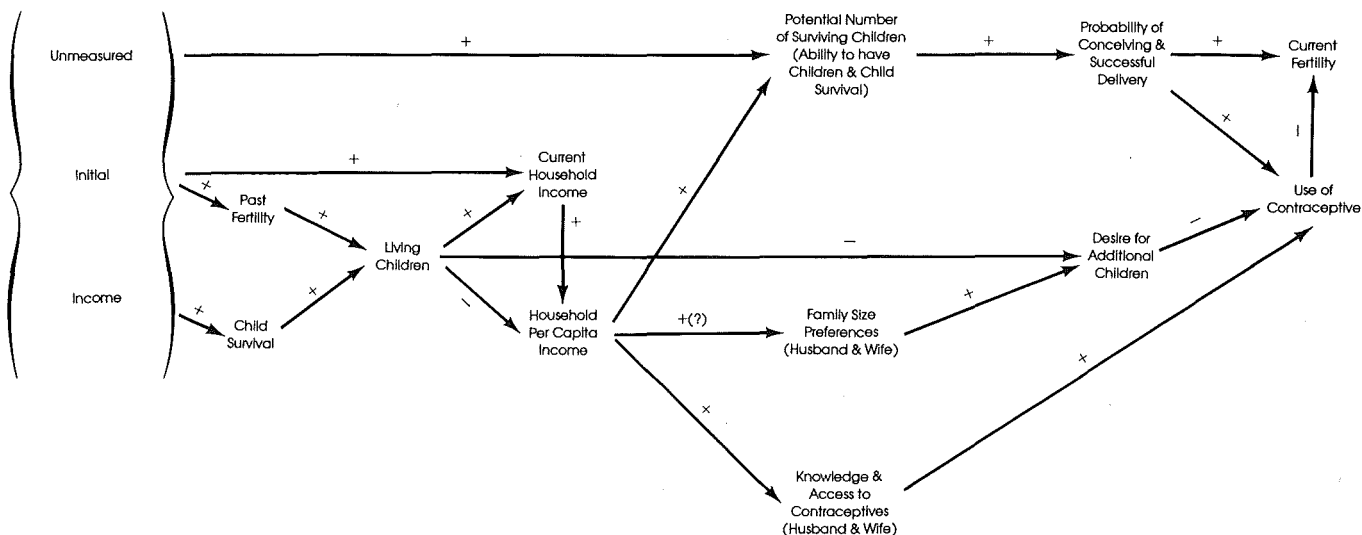 Unmeasured
Initial
Income
+
Potential Number
of Surviving Children
(Ability to have
Children & Child
Survival)
+
Probability of
Conceiving &
Successful
Delivery
+
Current
Fertility
+
−
+
Current
Household
Income
+
Past
Fertility
+
+
+
+
Use of
Contraceptive
−
Living
Children
−
Desire for
Additional
Children
+
Child
Survival
+
−
Household
Per Capita
Income
+(?)
Family Size
Preferences
(Husband & Wife)
+
+
+
Knowledge &
Access to
Contraceptives
(Husband & Wife)